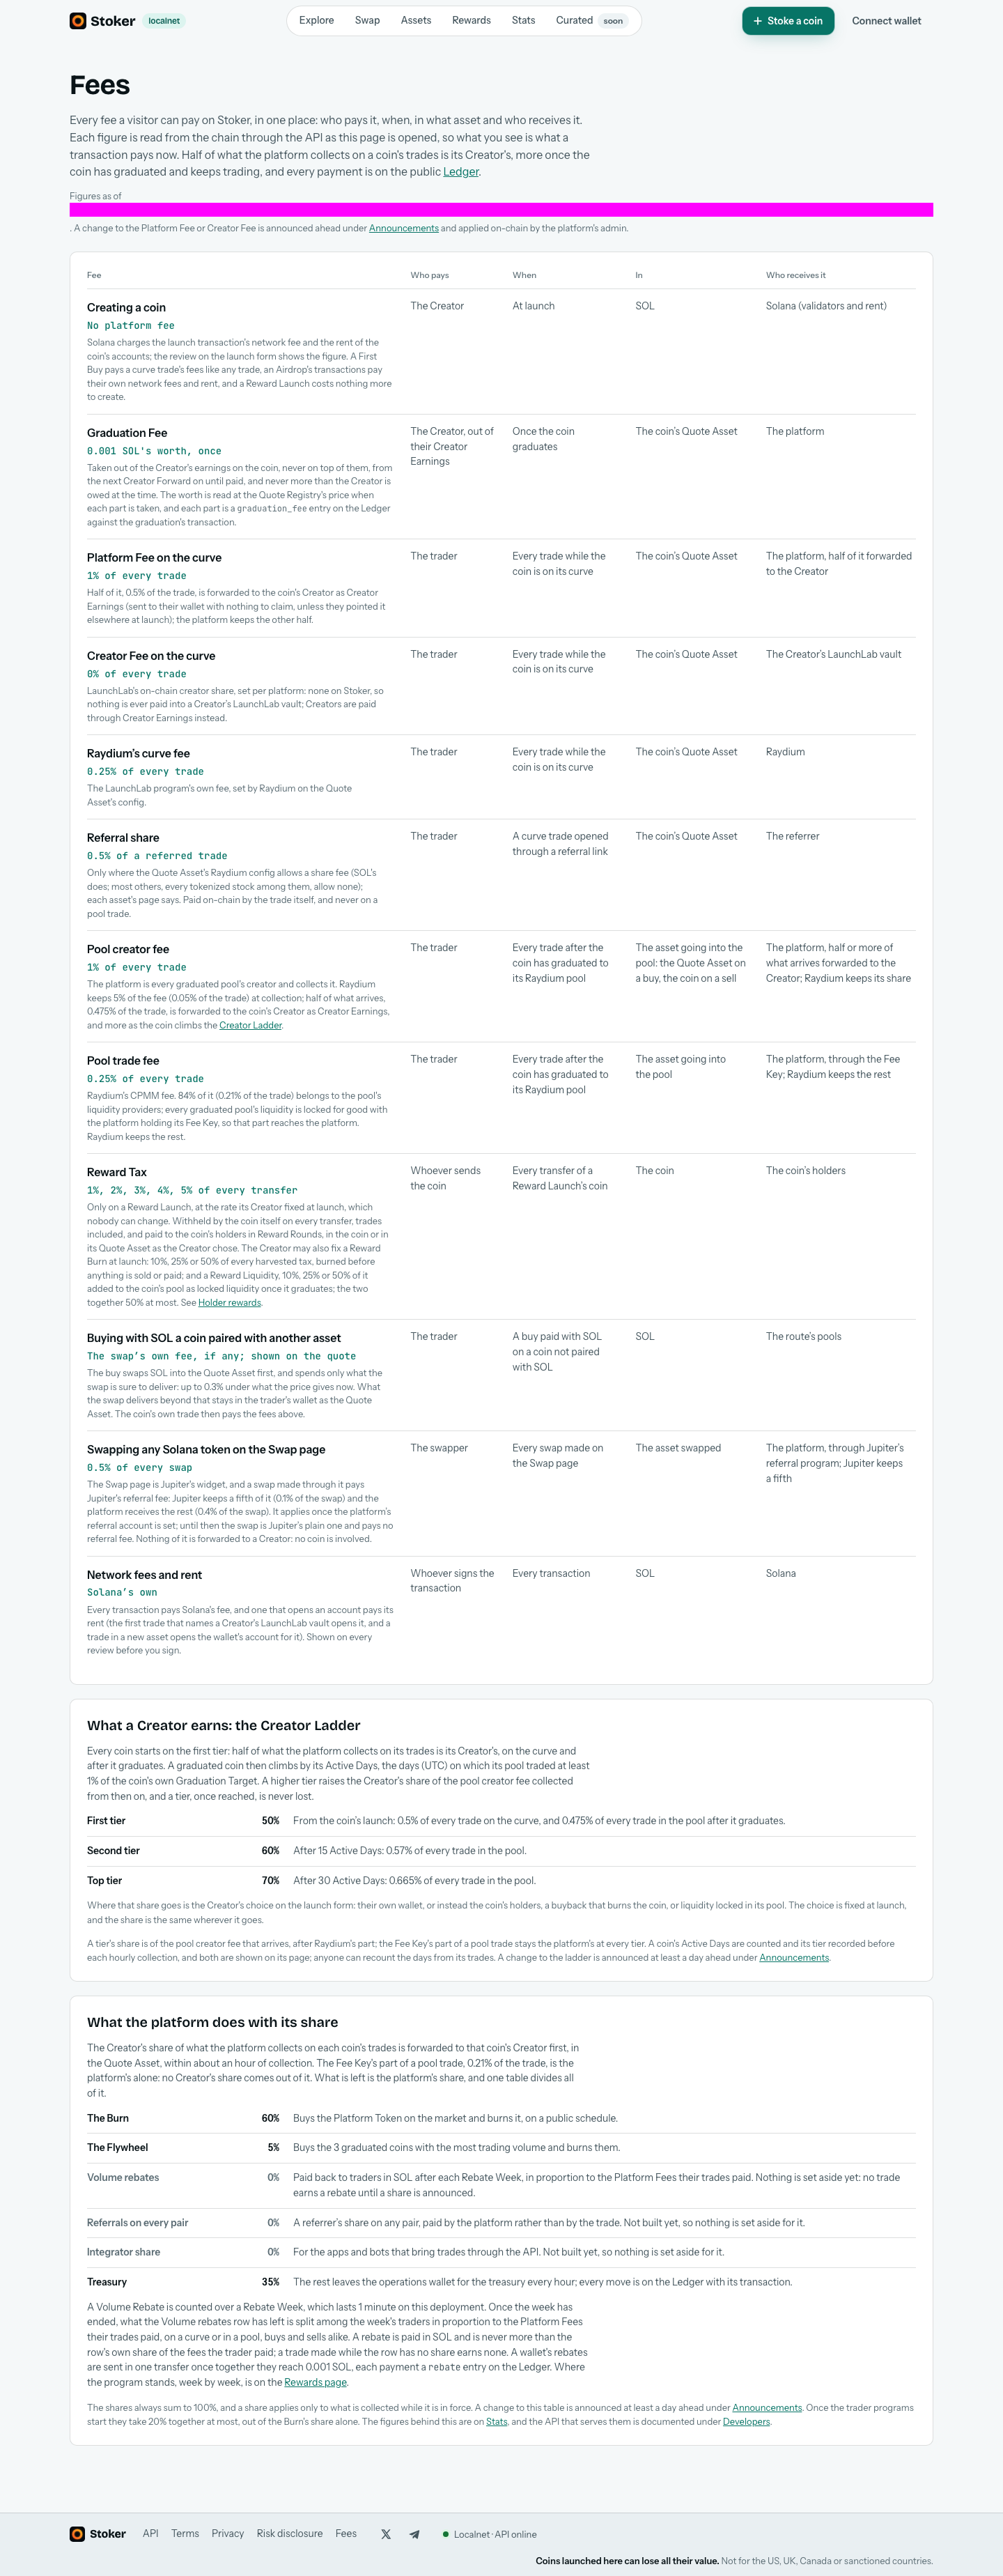 Stoker localnet Explore Swap Assets Rewards Stats Curated soon + Stoke a coin Connect wallet
Fees
Every fee a visitor can pay on Stoker, in one place: who pays it, when, in what asset and who receives it.
Each figure is read from the chain through the API as this page is opened, so what you see is what a
transaction pays now. Half of what the platform collects on a coin's trades is its Creator's, more once the
coin has graduated and keeps trading, and every payment is on the public Ledger.
Figures as of
. A change to the Platform Fee or Creator Fee is announced ahead under Announcements and applied on-chain by the platform's admin.
Fee Who pays When In Who receives it
Creating a coin
No platform fee
Solana charges the launch transaction's network fee and the rent of the
coin's accounts; the review on the launch form shows the figure. A First
Buy pays a curve trade's fees like any trade, an Airdrop's transactions pay
their own network fees and rent, and a Reward Launch costs nothing more
to create.
The Creator
At launch
SOL
Solana (validators and rent)
Graduation Fee
0.001 SOL's worth, once
Taken out of the Creator's earnings on the coin, never on top of them, from
the next Creator Forward on until paid, and never more than the Creator is
owed at the time. The worth is read at the Quote Registry's price when
each part is taken, and each part is a graduation_fee entry on the Ledger
against the graduation's transaction.
The Creator, out of
their Creator
Earnings
Once the coin
graduates
The coin's Quote Asset
The platform
Platform Fee on the curve
1% of every trade
Half of it, 0.5% of the trade, is forwarded to the coin's Creator as Creator
Earnings (sent to their wallet with nothing to claim, unless they pointed it
elsewhere at launch); the platform keeps the other half.
The trader
Every trade while the
coin is on its curve
The coin's Quote Asset
The platform, half of it forwarded
to the Creator
Creator Fee on the curve
0% of every trade
LaunchLab's on-chain creator share, set per platform: none on Stoker, so
nothing is ever paid into a Creator's LaunchLab vault; Creators are paid
through Creator Earnings instead.
The trader
Every trade while the
coin is on its curve
The coin's Quote Asset
The Creator's LaunchLab vault
Raydium's curve fee
0.25% of every trade
The LaunchLab program's own fee, set by Raydium on the Quote
Asset's config.
The trader
Every trade while the
coin is on its curve
The coin's Quote Asset
Raydium
Referral share
0.5% of a referred trade
Only where the Quote Asset's Raydium config allows a share fee (SOL's
does; most others, every tokenized stock among them, allow none);
each asset's page says. Paid on-chain by the trade itself, and never on a
pool trade.
The trader
A curve trade opened
through a referral link
The coin's Quote Asset
The referrer
Pool creator fee
1% of every trade
The platform is every graduated pool's creator and collects it. Raydium
keeps 5% of the fee (0.05% of the trade) at collection; half of what arrives,
0.475% of the trade, is forwarded to the coin's Creator as Creator Earnings,
and more as the coin climbs the Creator Ladder.
The trader
Every trade after the
coin has graduated to
its Raydium pool
The asset going into the
pool: the Quote Asset on
a buy, the coin on a sell
The platform, half or more of
what arrives forwarded to the
Creator; Raydium keeps its share
Pool trade fee
0.25% of every trade
Raydium's CPMM fee. 84% of it (0.21% of the trade) belongs to the pool's
liquidity providers; every graduated pool's liquidity is locked for good with
the platform holding its Fee Key, so that part reaches the platform.
Raydium keeps the rest.
The trader
Every trade after the
coin has graduated to
its Raydium pool
The asset going into
the pool
The platform, through the Fee
Key; Raydium keeps the rest
Reward Tax
1%, 2%, 3%, 4%, 5% of every transfer
Only on a Reward Launch, at the rate its Creator fixed at launch, which
nobody can change. Withheld by the coin itself on every transfer, trades
included, and paid to the coin's holders in Reward Rounds, in the coin or in
its Quote Asset as the Creator chose. The Creator may also fix a Reward
Burn at launch: 10%, 25% or 50% of every harvested tax, burned before
anything is sold or paid; and a Reward Liquidity, 10%, 25% or 50% of it
added to the coin's pool as locked liquidity once it graduates; the two
together 50% at most. See Holder rewards.
Whoever sends
the coin
Every transfer of a
Reward Launch's coin
The coin
The coin's holders
Buying with SOL a coin paired with another asset
The swap's own fee, if any; shown on the quote
The buy swaps SOL into the Quote Asset first, and spends only what the
swap is sure to deliver: up to 0.3% under what the price gives now. What
the swap delivers beyond that stays in the trader's wallet as the Quote
Asset. The coin's own trade then pays the fees above.
The trader
A buy paid with SOL
on a coin not paired
with SOL
SOL
The route's pools
Swapping any Solana token on the Swap page
0.5% of every swap
The Swap page is Jupiter's widget, and a swap made through it pays
Jupiter's referral fee: Jupiter keeps a fifth of it (0.1% of the swap) and the
platform receives the rest (0.4% of the swap). It applies once the platform's
referral account is set; until then the swap is Jupiter's plain one and pays no
referral fee. Nothing of it is forwarded to a Creator: no coin is involved.
The swapper
Every swap made on
the Swap page
The asset swapped
The platform, through Jupiter's
referral program; Jupiter keeps
a fifth
Network fees and rent
Solana's own
Every transaction pays Solana's fee, and one that opens an account pays its
rent (the first trade that names a Creator's LaunchLab vault opens it, and a
trade in a new asset opens the wallet's account for it). Shown on every
review before you sign.
Whoever signs the
transaction
Every transaction
SOL
Solana
What a Creator earns: the Creator Ladder
Every coin starts on the first tier: half of what the platform collects on its trades is its Creator's, on the curve and
after it graduates. A graduated coin then climbs by its Active Days, the days (UTC) on which its pool traded at least
1% of the coin's own Graduation Target. A higher tier raises the Creator's share of the pool creator fee collected
from then on, and a tier, once reached, is never lost.
First tier 50% From the coin's launch: 0.5% of every trade on the curve, and 0.475% of every trade in the pool after it graduates.
Second tier 60% After 15 Active Days: 0.57% of every trade in the pool.
Top tier 70% After 30 Active Days: 0.665% of every trade in the pool.
Where that share goes is the Creator's choice on the launch form: their own wallet, or instead the coin's holders, a buyback that burns the coin, or liquidity locked in its pool. The choice is fixed at launch,
and the share is the same wherever it goes.
A tier's share is of the pool creator fee that arrives, after Raydium's part; the Fee Key's part of a pool trade stays the platform's at every tier. A coin's Active Days are counted and its tier recorded before
each hourly collection, and both are shown on its page; anyone can recount the days from its trades. A change to the ladder is announced at least a day ahead under Announcements.
What the platform does with its share
The Creator's share of what the platform collects on each coin's trades is forwarded to that coin's Creator first, in
the Quote Asset, within about an hour of collection. The Fee Key's part of a pool trade, 0.21% of the trade, is the
platform's alone: no Creator's share comes out of it. What is left is the platform's share, and one table divides all
of it.
The Burn 60% Buys the Platform Token on the market and burns it, on a public schedule.
The Flywheel 5% Buys the 3 graduated coins with the most trading volume and burns them.
Volume rebates 0% Paid back to traders in SOL after each Rebate Week, in proportion to the Platform Fees their trades paid. Nothing is set aside yet: no trade
earns a rebate until a share is announced.
Referrals on every pair 0% A referrer's share on any pair, paid by the platform rather than by the trade. Not built yet, so nothing is set aside for it.
Integrator share 0% For the apps and bots that bring trades through the API. Not built yet, so nothing is set aside for it.
Treasury 35% The rest leaves the operations wallet for the treasury every hour; every move is on the Ledger with its transaction.
A Volume Rebate is counted over a Rebate Week, which lasts 1 minute on this deployment. Once the week has
ended, what the Volume rebates row has left is split among the week's traders in proportion to the Platform Fees
their trades paid, on a curve or in a pool, buys and sells alike. A rebate is paid in SOL and is never more than the
row's own share of the fees the trader paid; a trade made while the row has no share earns none. A wallet's rebates
are sent in one transfer once together they reach 0.001 SOL, each payment a rebate entry on the Ledger. Where
the program stands, week by week, is on the Rewards page.
The shares always sum to 100%, and a share applies only to what is collected while it is in force. A change to this table is announced at least a day ahead under Announcements. Once the trader programs
start they take 20% together at most, out of the Burn's share alone. The figures behind this are on Stats, and the API that serves them is documented under Developers.
Stoker API Terms Privacy Risk disclosure Fees Localnet · API online
Coins launched here can lose all their value. Not for the US, UK, Canada or sanctioned countries.